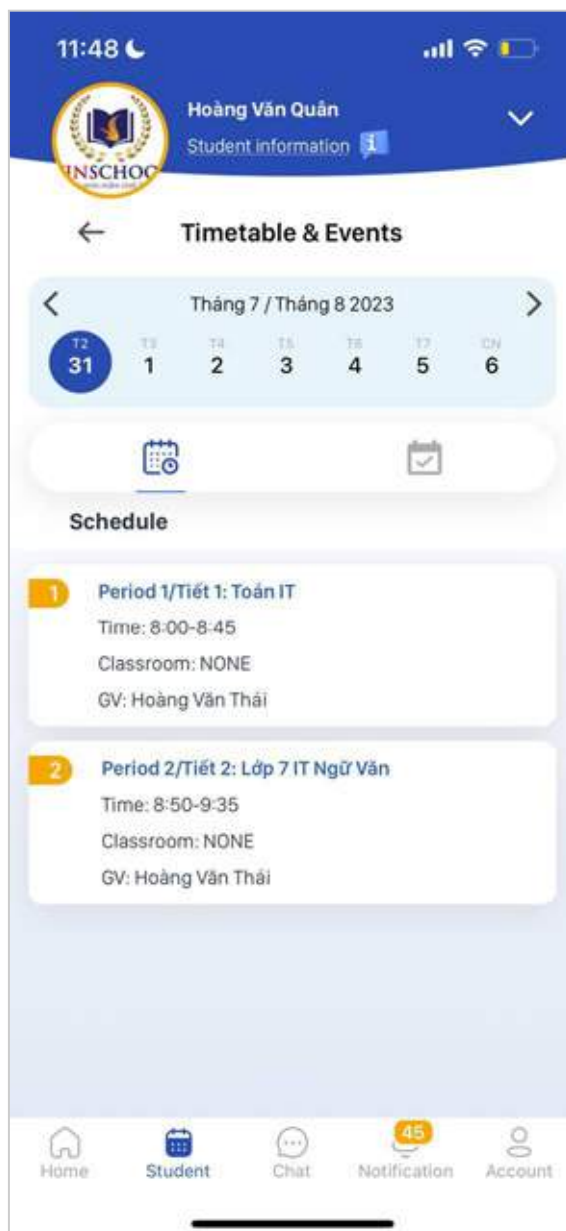 11:48
Hoàng Văn Quân
Student information
INSCHOO
Timetable & Events
Tháng 7 / Tháng 8 2023
T2 T3 T4 T5 T6 T7 CN
31 1 2 3 4 5 6
Schedule
1
Period 1/Tiết 1: Toán IT
Time: 8:00-8:45
Classroom: NONE
GV: Hoàng Văn Thái
2
Period 2/Tiết 2: Lớp 7 IT Ngữ Văn
Time: 8:50-9:35
Classroom: NONE
GV: Hoàng Văn Thái
45
Home Student Chat Notification Account